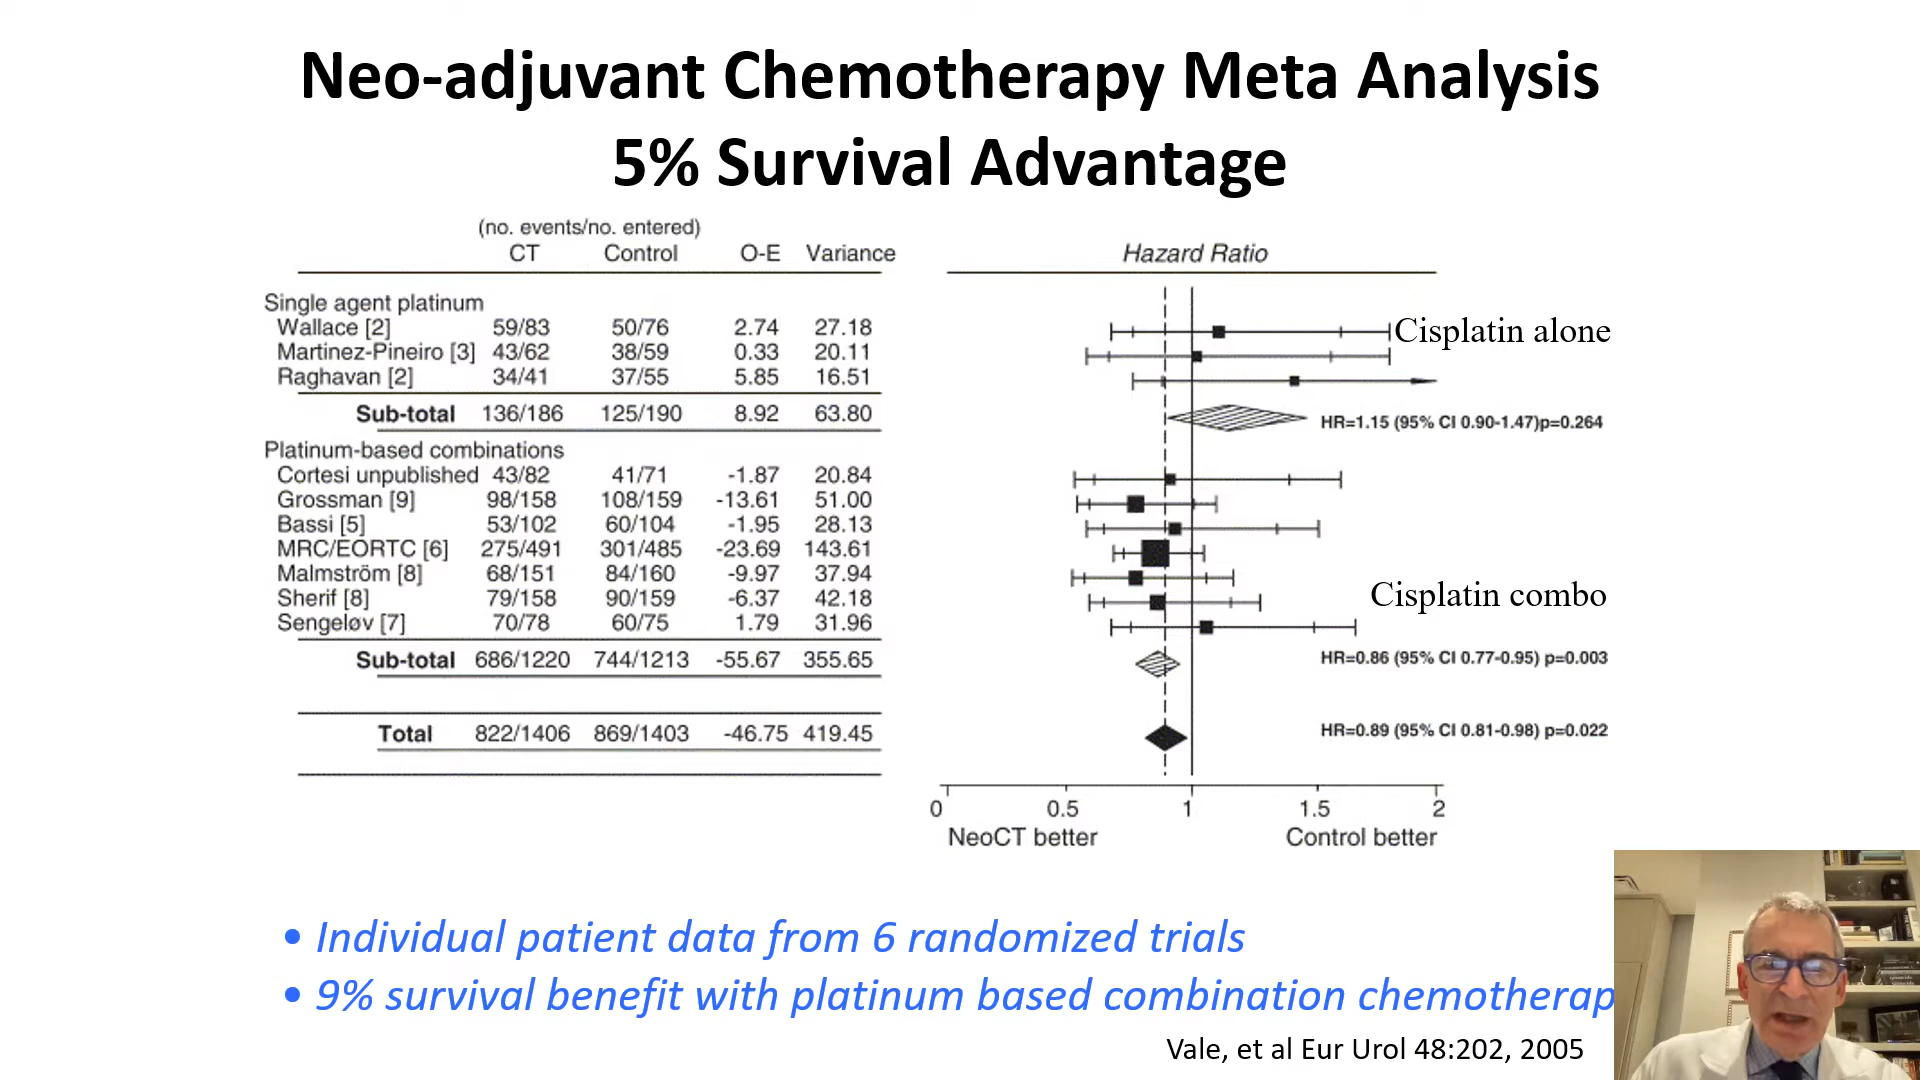 Neo-adjuvant Chemotherapy Meta Analysis
5% Survival Advantage
(no. events/no. entered)
CT Control O-E Variance
Hazard Ratio
Single agent platinum
Wallace [2] 59/83 50/76 2.74 27.18
Cisplatin alone
Martinez-Pineiro [3] 43/62 38/59 0.33 20.11
Raghavan [2] 34/41 37/55 5.85 16.51
Sub-total 136/186 125/190 8.92 63.80
HR=1.15 (95% CI 0.90-1.47)p=0.264
Platinum-based combinations
Cortesi unpublished 43/82 41/71 -1.87 20.84
Grossman [9] 98/158 108/159 -13.61 51.00
Bassi [5] 53/102 60/104 -1.95 28.13
MRC/EORTC [6] 275/491 301/485 -23.69 143.61
Malmström [8] 68/151 84/160 -9.97 37.94
Sherif [8] 79/158 90/159 -6.37 42.18
Cisplatin combo
Sengeløv [7] 70/78 60/75 1.79 31.96
Sub-total 686/1220 744/1213 -55.67 355.65
HR=0.86 (95% CI 0.77-0.95) p=0.003
Total 822/1406 869/1403 -46.75 419.45
HR=0.89 (95% CI 0.81-0.98) p=0.022
0 0.5 1 1.5 2
NeoCT better Control better
• Individual patient data from 6 randomized trials
• 9% survival benefit with platinum based combination chemotherap
Vale, et al Eur Urol 48:202, 2005